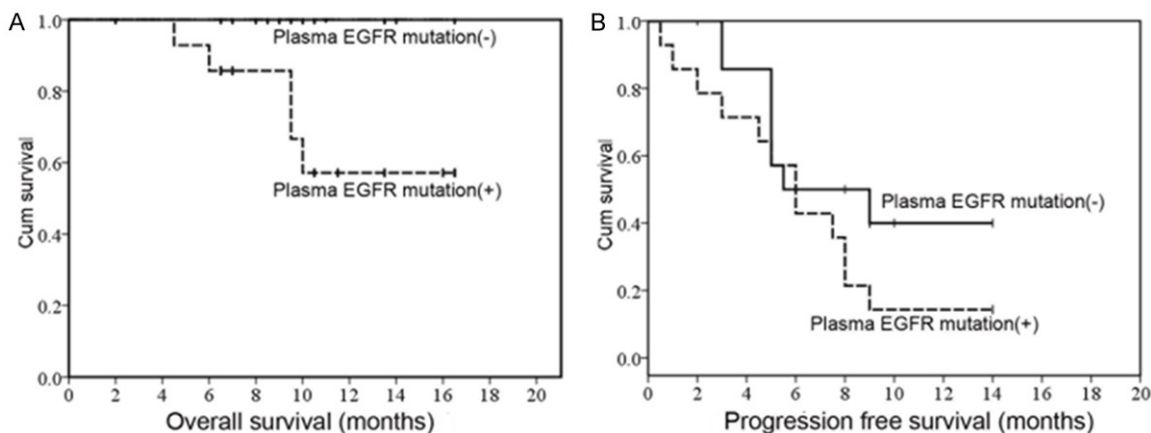 A
1.0
0.8
0.6
0.4
0.2
0.0
Cum survival
Plasma EGFR mutation(-)
Plasma EGFR mutation(+)
0 2 4 6 8 10 12 14 16 18 20
Overall survival (months)
B
1.0
0.8
0.6
0.4
0.2
0.0
Cum survival
Plasma EGFR mutation(-)
Plasma EGFR mutation(+)
0 2 4 6 8 10 12 14 16 18 20
Progression free survival (months)